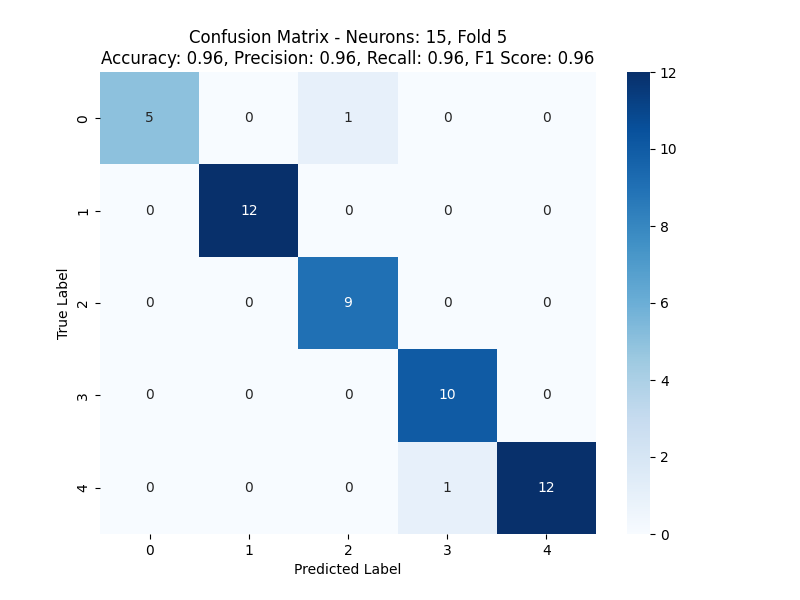 Confusion Matrix - Neurons: 15, Fold 5
Accuracy: 0.96, Precision: 0.96, Recall: 0.96, F1 Score: 0.96
0 5 0 1 0 0
1 0 12 0 0 0
2 0 0 9 0 0
3 0 0 0 10 0
4 0 0 0 1 12
0 1 2 3 4
Predicted Label
True Label
12
10
8
6
4
2
0